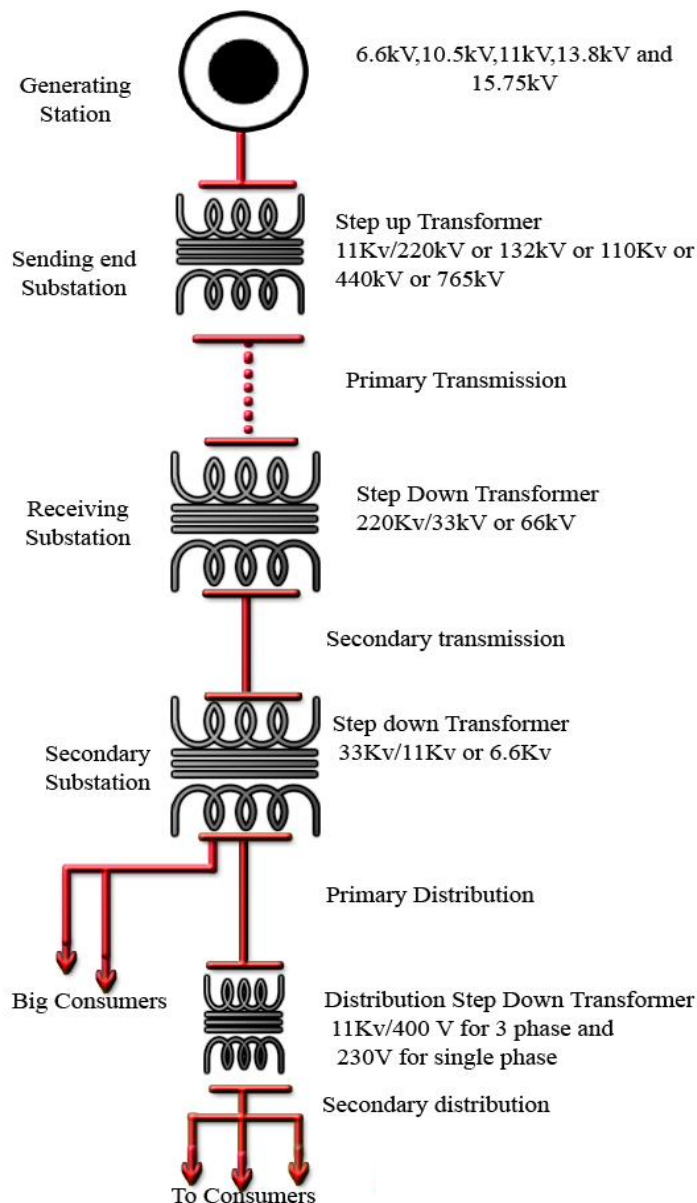 6.6kV,10.5kV,11kV,13.8kV and
15.75kV
Generating
Station
Step up Transformer
11Kv/220kV or 132kV or 110Kv or
440kV or 765kV
Sending end
Substation
Primary Transmission
Step Down Transformer
220Kv/33kV or 66kV
Receiving
Substation
Secondary transmission
Step down Transformer
33Kv/11Kv or 6.6Kv
Secondary
Substation
Primary Distribution
Big Consumers
Distribution Step Down Transformer
11Kv/400 V for 3 phase and
230V for single phase
Secondary distribution
To Consumers